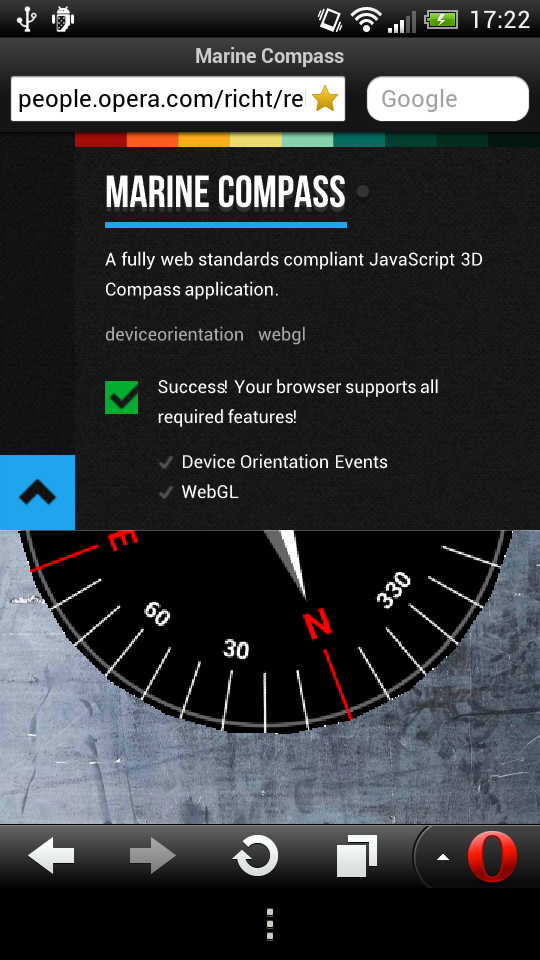 17:22
Marine Compass
people.opera.com/richt/re
Google
MARINE COMPASS
A fully web standards compliant JavaScript 3D
Compass application.
deviceorientation webgl
Success! Your browser supports all
required features!
Device Orientation Events
WebGL
E
60
30
N
330